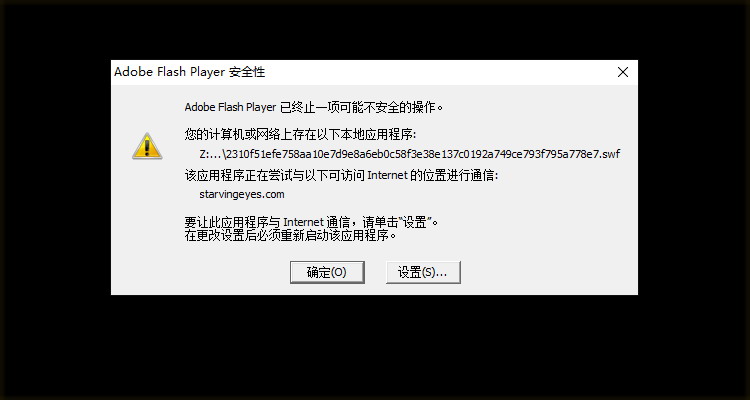 Adobe Flash Player 安全性
Adobe Flash Player 已终止一项可能不安全的操作。
您的计算机或网络上存在以下本地应用程序:
Z:...\2310f51efe758aa10e7d9e8a6eb0c58f3e38e137c0192a749ce793f795a778e7.swf
该应用程序正在尝试与以下可访问 Internet 的位置进行通信:
starvingeyes.com
要让此应用程序与 Internet 通信，请单击“设置”。
在更改设置后必须重新启动该应用程序。
确定(O)
设置(S)...